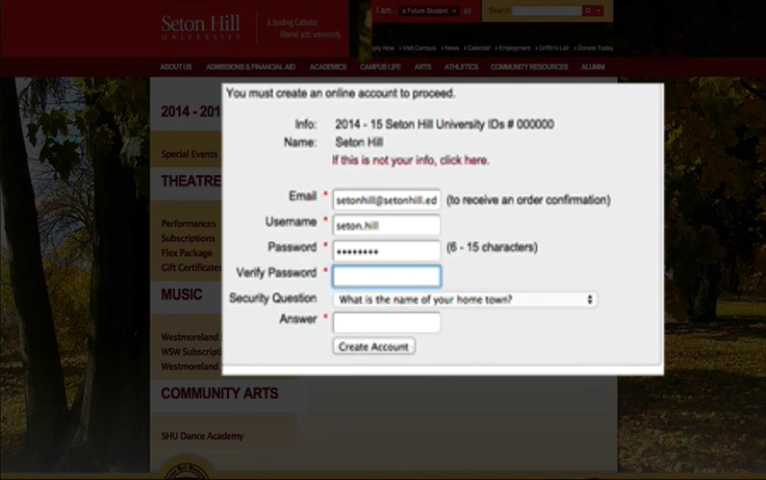 Seton Hill
UNIVERSITY
A leading Catholic
liberal arts university.
I am... a Future Student go
Search
ply Now › Visit Campus › News › Calendar › Employment › Griffin's Lair › Donate Today
ABOUT US ADMISSIONS & FINANCIAL AID ACADEMICS CAMPUS LIFE ARTS ATHLETICS COMMUNITY RESOURCES ALUMNI
2014 - 201
Special Events
THEATRE
Performances
Subscriptions
Flex Package
Gift Certificates
MUSIC
Westmoreland
WSW Subscripti
Westmoreland
COMMUNITY ARTS
SHU Dance Academy
You must create an online account to proceed.
Info: 2014 - 15 Seton Hill University IDs # 000000
Name: Seton Hill
If this is not your info, click here.
Email * setonhill@setonhill.ed (to receive an order confirmation)
Username * seton.hill
Password * •••••••• (6 - 15 characters)
Verify Password *
Security Question What is the name of your home town?
Answer *
Create Account